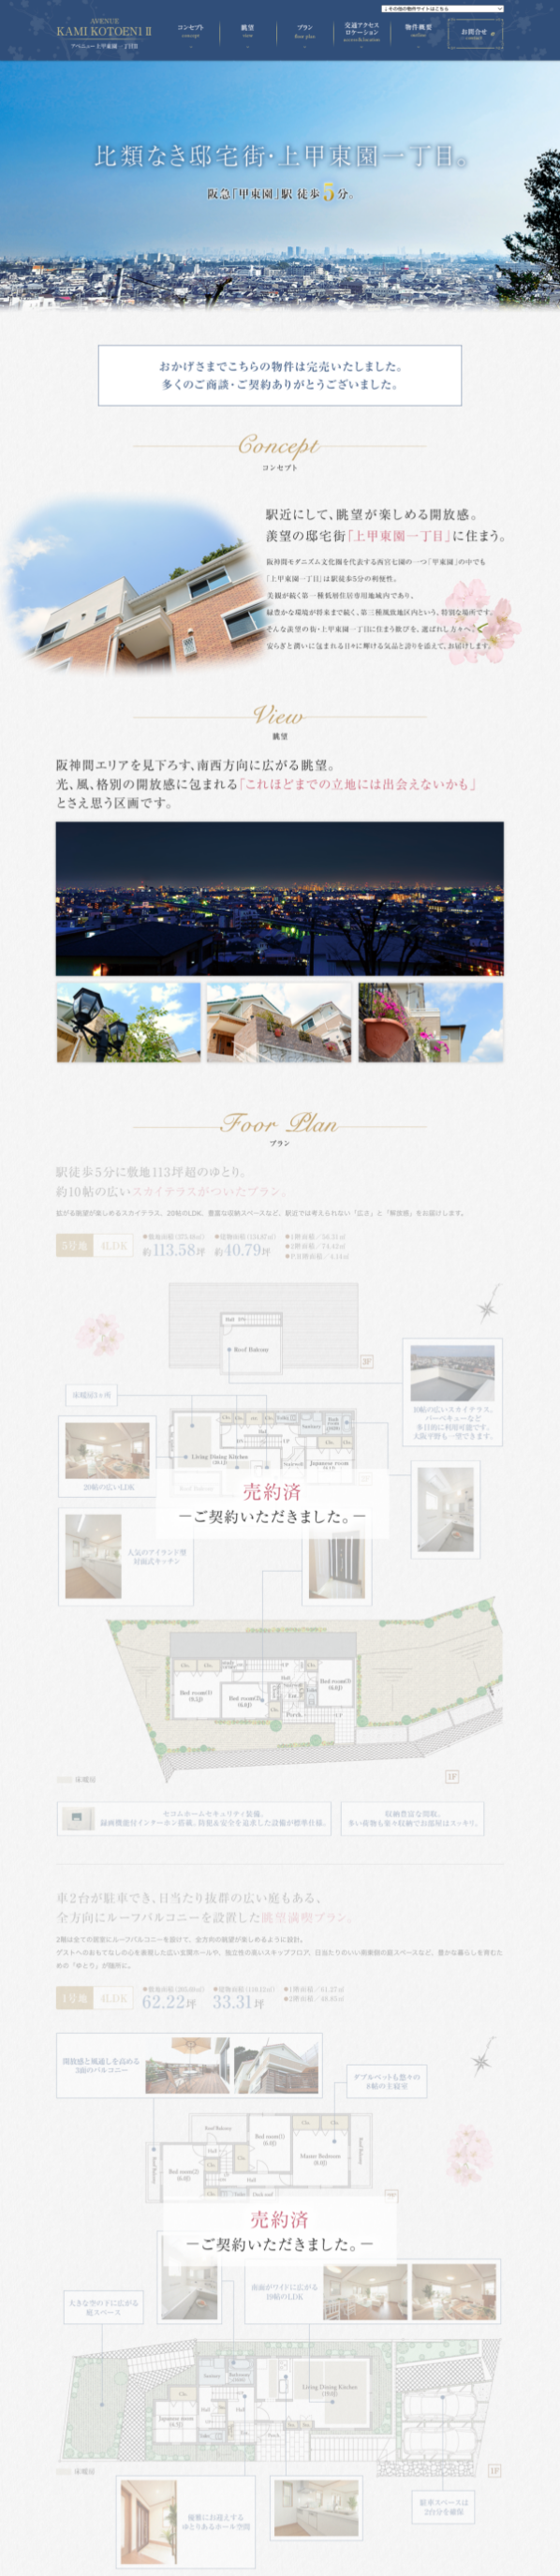 ↓その他の物件サイトはこちら
AVENUE
KAMI KOTOENI II
アベニュー上甲東園一丁目II
コンセプト
concept
眺望
view
プラン
floor plan
交通アクセス
ロケーション
access&location
物件概要
outline
お問合せ
contact
比類なき邸宅街・上甲東園一丁目。
阪急「甲東園」駅 徒歩5分。
おかげさまでこちらの物件は完売いたしました。
多くのご商談・ご契約ありがとうございました。
Concept
コンセプト
駅近にして、眺望が楽しめる開放感。
羨望の邸宅街「上甲東園一丁目」に住まう。
阪神間モダニズム文化圏を代表する西宮七園の一つ「甲東園」の中でも
「上甲東園一丁目」は駅徒歩5分の利便性。
美観が続く第一種低層住居専用地域内であり、
緑豊かな環境が将来まで続く、第三種風致地区内という、特別な場所です。
そんな羨望の街・上甲東園一丁目に住まう歓びを、選ばれし方々へ。
安らぎと潤いに包まれる日々に輝ける気品と誇りを添えて、お届けします。
View
眺望
阪神間エリアを見下ろす、南西方向に広がる眺望。
光、風、格別の開放感に包まれる「これほどまでの立地には出会えないかも」
とさえ思う区画です。
Foor Plan
プラン
駅徒歩5分に敷地113坪超のゆとり。
約10帖の広いスカイテラスがついたプラン。
拡がる眺望が楽しめるスカイテラス、20帖のLDK、豊富な収納スペースなど、駅近では考えられない「広さ」と「解放感」をお届けします。
5号地 4LDK
約113.58坪 約40.79坪
Roof Balcony
床暖房3ヶ所
10帖の広いスカイテラス。
バーベキューなど
多目的に利用可能です。
大阪平野も一望できます。
Living Dining Kitchen
Japanese room
20帖の広いLDK
売約済
－ご契約いただきました。－
人気のアイランド型
対面式キッチン
Bed room(1)
Bed room(2)
Bed room(3)
Porch
床暖房
1F
セコムホームセキュリティ装備。
録画機能付インターホン搭載。防犯&安全を追求した設備が標準仕様。
収納豊富な間取。
多い荷物も楽々収納でお部屋はスッキリ。
車2台が駐車でき、日当たり抜群の広い庭もある、
全方向にルーフバルコニーを設置した眺望満喫プラン。
2階は全ての居室にルーフバルコニーを設けて、全方向の眺望が楽しめるように設計。
ゲストへのおもてなしの心を表現した広い玄関ホールや、独立性の高いスキップフロア、日当たりのいい南東側の庭スペースなど、豊かな暮らしを育むた
めの「ゆとり」が随所に。
1号地 4LDK
62.22坪 33.31坪
開放感と風通しを高める
3面のバルコニー
ダブルベットも悠々の
8帖の主寝室
Roof Balcony
Bed room(1)
Master Bedroom
Bed room(2)
Hall
売約済
－ご契約いただきました。－
南面がワイドに広がる
19帖のLDK
大きな空の下に広がる
庭スペース
Living Dining Kitchen
Japanese room
Hall
床暖房
1F
優雅にお迎えする
ゆとりあるホール空間
駐車スペースは
2台分を確保